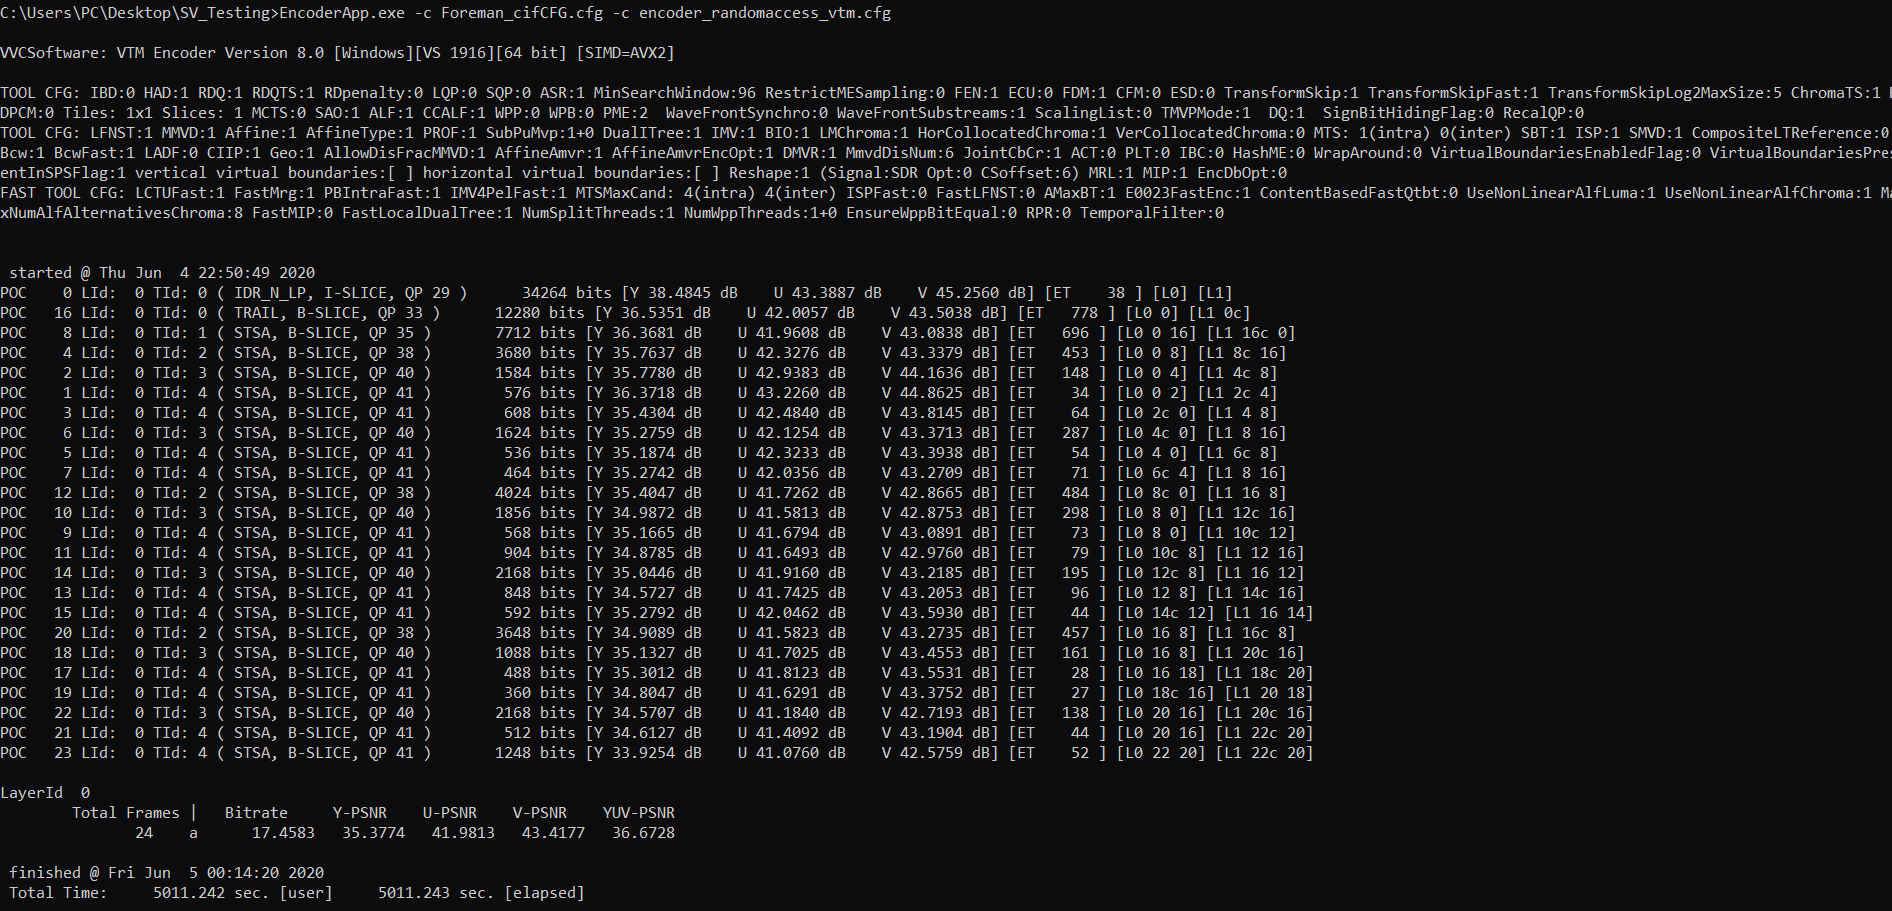 C:\Users\PC\Desktop\SV_Testing>EncoderApp.exe -c Foreman_cifCFG.cfg -c encoder_randomaccess_vtm.cfg
VVCSoftware: VTM Encoder Version 8.0 [Windows][VS 1916][64 bit] [SIMD=AVX2]
TOOL CFG: IBD:0 HAD:1 RDQ:1 RDQTS:1 RDpenalty:0 LQP:0 SQP:0 ASR:1 MinSearchWindow:96 RestrictMESampling:0 FEN:1 ECU:0 FDM:1 CFM:0 ESD:0 TransformSkip:1 TransformSkipFast:1 TransformSkipLog2MaxSize:5 ChromaTS:1
DPCM:0 Tiles: 1x1 Slices: 1 MCTS:0 SAO:1 ALF:1 CCALF:1 WPP:0 WPB:0 PME:2  WaveFrontSynchro:0 WaveFrontSubstreams:1 ScalingList:0 TMVPMode:1  DQ:1  SignBitHidingFlag:0 RecalQP:0
TOOL CFG: LFNST:1 MMVD:1 Affine:1 AffineType:1 PROF:1 SubPuMvp:1+0 DualITree:1 IMV:1 BIO:1 LMChroma:1 HorCollocatedChroma:1 VerCollocatedChroma:0 MTS: 1(intra) 0(inter) SBT:1 ISP:1 SMVD:1 CompositeLTReference:0
Bcw:1 BcwFast:1 LADF:0 CIIP:1 Geo:1 AllowDisFracMMVD:1 AffineAmvr:1 AffineAmvrEncOpt:1 DMVR:1 MmvdDisNum:6 JointCbCr:1 ACT:0 PLT:0 IBC:0 HashME:0 WrapAround:0 VirtualBoundariesEnabledFlag:0 VirtualBoundariesPres
entInSPSFlag:1 vertical virtual boundaries:[ ] horizontal virtual boundaries:[ ] Reshape:1 (Signal:SDR Opt:0 CSoffset:6) MRL:1 MIP:1 EncDbOpt:0
FAST TOOL CFG: LCTUFast:1 FastMrg:1 PBIntraFast:1 IMV4PelFast:1 MTSMaxCand: 4(intra) 4(inter) ISPFast:0 FastLFNST:0 AMaxBT:1 E0023FastEnc:1 ContentBasedFastQtbt:0 UseNonLinearAlfLuma:1 UseNonLinearAlfChroma:1 Ma
xNumAlfAlternativesChroma:8 FastMIP:0 FastLocalDualTree:1 NumSplitThreads:1 NumWppThreads:1+0 EnsureWppBitEqual:0 RPR:0 TemporalFilter:0
started @ Thu Jun  4 22:50:49 2020
POC    0 LId:  0 TId: 0 ( IDR_N_LP, I-SLICE, QP 29 )      34264 bits [Y 38.4845 dB    U 43.3887 dB    V 45.2560 dB] [ET    38 ] [L0] [L1]
POC   16 LId:  0 TId: 0 ( TRAIL, B-SLICE, QP 33 )      12280 bits [Y 36.5351 dB    U 42.0057 dB    V 43.5038 dB] [ET   778 ] [L0 0] [L1 0c]
POC    8 LId:  0 TId: 1 ( STSA, B-SLICE, QP 35 )       7712 bits [Y 36.3681 dB    U 41.9608 dB    V 43.0838 dB] [ET   696 ] [L0 0 16] [L1 16c 0]
POC    4 LId:  0 TId: 2 ( STSA, B-SLICE, QP 38 )       3680 bits [Y 35.7637 dB    U 42.3276 dB    V 43.3379 dB] [ET   453 ] [L0 0 8] [L1 8c 16]
POC    2 LId:  0 TId: 3 ( STSA, B-SLICE, QP 40 )       1584 bits [Y 35.7780 dB    U 42.9383 dB    V 44.1636 dB] [ET   148 ] [L0 0 4] [L1 4c 8]
POC    1 LId:  0 TId: 4 ( STSA, B-SLICE, QP 41 )        576 bits [Y 36.3718 dB    U 43.2260 dB    V 44.8625 dB] [ET    34 ] [L0 0 2] [L1 2c 4]
POC    3 LId:  0 TId: 4 ( STSA, B-SLICE, QP 41 )        608 bits [Y 35.4304 dB    U 42.4840 dB    V 43.8145 dB] [ET    64 ] [L0 2c 0] [L1 4 8]
POC    6 LId:  0 TId: 3 ( STSA, B-SLICE, QP 40 )       1624 bits [Y 35.2759 dB    U 42.1254 dB    V 43.3713 dB] [ET   287 ] [L0 4c 0] [L1 8 16]
POC    5 LId:  0 TId: 4 ( STSA, B-SLICE, QP 41 )        536 bits [Y 35.1874 dB    U 42.3233 dB    V 43.3938 dB] [ET    54 ] [L0 4 0] [L1 6c 8]
POC    7 LId:  0 TId: 4 ( STSA, B-SLICE, QP 41 )        464 bits [Y 35.2742 dB    U 42.0356 dB    V 43.2709 dB] [ET    71 ] [L0 6c 4] [L1 8 16]
POC   12 LId:  0 TId: 2 ( STSA, B-SLICE, QP 38 )       4024 bits [Y 35.4047 dB    U 41.7262 dB    V 42.8665 dB] [ET   484 ] [L0 8c 0] [L1 16 8]
POC   10 LId:  0 TId: 3 ( STSA, B-SLICE, QP 40 )       1856 bits [Y 34.9872 dB    U 41.5813 dB    V 42.8753 dB] [ET   298 ] [L0 8 0] [L1 12c 16]
POC    9 LId:  0 TId: 4 ( STSA, B-SLICE, QP 41 )        568 bits [Y 35.1665 dB    U 41.6794 dB    V 43.0891 dB] [ET    73 ] [L0 8 0] [L1 10c 12]
POC   11 LId:  0 TId: 4 ( STSA, B-SLICE, QP 41 )        904 bits [Y 34.8785 dB    U 41.6493 dB    V 42.9760 dB] [ET    79 ] [L0 10c 8] [L1 12 16]
POC   14 LId:  0 TId: 3 ( STSA, B-SLICE, QP 40 )       2168 bits [Y 35.0446 dB    U 41.9160 dB    V 43.2185 dB] [ET   195 ] [L0 12c 8] [L1 16 12]
POC   13 LId:  0 TId: 4 ( STSA, B-SLICE, QP 41 )        848 bits [Y 34.5727 dB    U 41.7425 dB    V 43.2053 dB] [ET    96 ] [L0 12 8] [L1 14c 16]
POC   15 LId:  0 TId: 4 ( STSA, B-SLICE, QP 41 )        592 bits [Y 35.2792 dB    U 42.0462 dB    V 43.5930 dB] [ET    44 ] [L0 14c 12] [L1 16 14]
POC   20 LId:  0 TId: 2 ( STSA, B-SLICE, QP 38 )       3648 bits [Y 34.9089 dB    U 41.5823 dB    V 43.2735 dB] [ET   457 ] [L0 16 8] [L1 16c 8]
POC   18 LId:  0 TId: 3 ( STSA, B-SLICE, QP 40 )       1088 bits [Y 35.1327 dB    U 41.7025 dB    V 43.4553 dB] [ET   161 ] [L0 16 8] [L1 20c 16]
POC   17 LId:  0 TId: 4 ( STSA, B-SLICE, QP 41 )        488 bits [Y 35.3012 dB    U 41.8123 dB    V 43.5531 dB] [ET    28 ] [L0 16 18] [L1 18c 20]
POC   19 LId:  0 TId: 4 ( STSA, B-SLICE, QP 41 )        360 bits [Y 34.8047 dB    U 41.6291 dB    V 43.3752 dB] [ET    27 ] [L0 18c 16] [L1 20 18]
POC   22 LId:  0 TId: 3 ( STSA, B-SLICE, QP 40 )       2168 bits [Y 34.5707 dB    U 41.1840 dB    V 42.7193 dB] [ET   138 ] [L0 20 16] [L1 20c 16]
POC   21 LId:  0 TId: 4 ( STSA, B-SLICE, QP 41 )        512 bits [Y 34.6127 dB    U 41.4092 dB    V 43.1904 dB] [ET    44 ] [L0 20 16] [L1 22c 20]
POC   23 LId:  0 TId: 4 ( STSA, B-SLICE, QP 41 )       1248 bits [Y 33.9254 dB    U 41.0760 dB    V 42.5759 dB] [ET    52 ] [L0 22 20] [L1 22c 20]
LayerId  0
Total Frames |   Bitrate     Y-PSNR    U-PSNR    V-PSNR    YUV-PSNR
24    a      17.4583   35.3774   41.9813   43.4177   36.6728
finished @ Fri Jun  5 00:14:20 2020
Total Time:     5011.242 sec. [user]     5011.243 sec. [elapsed]